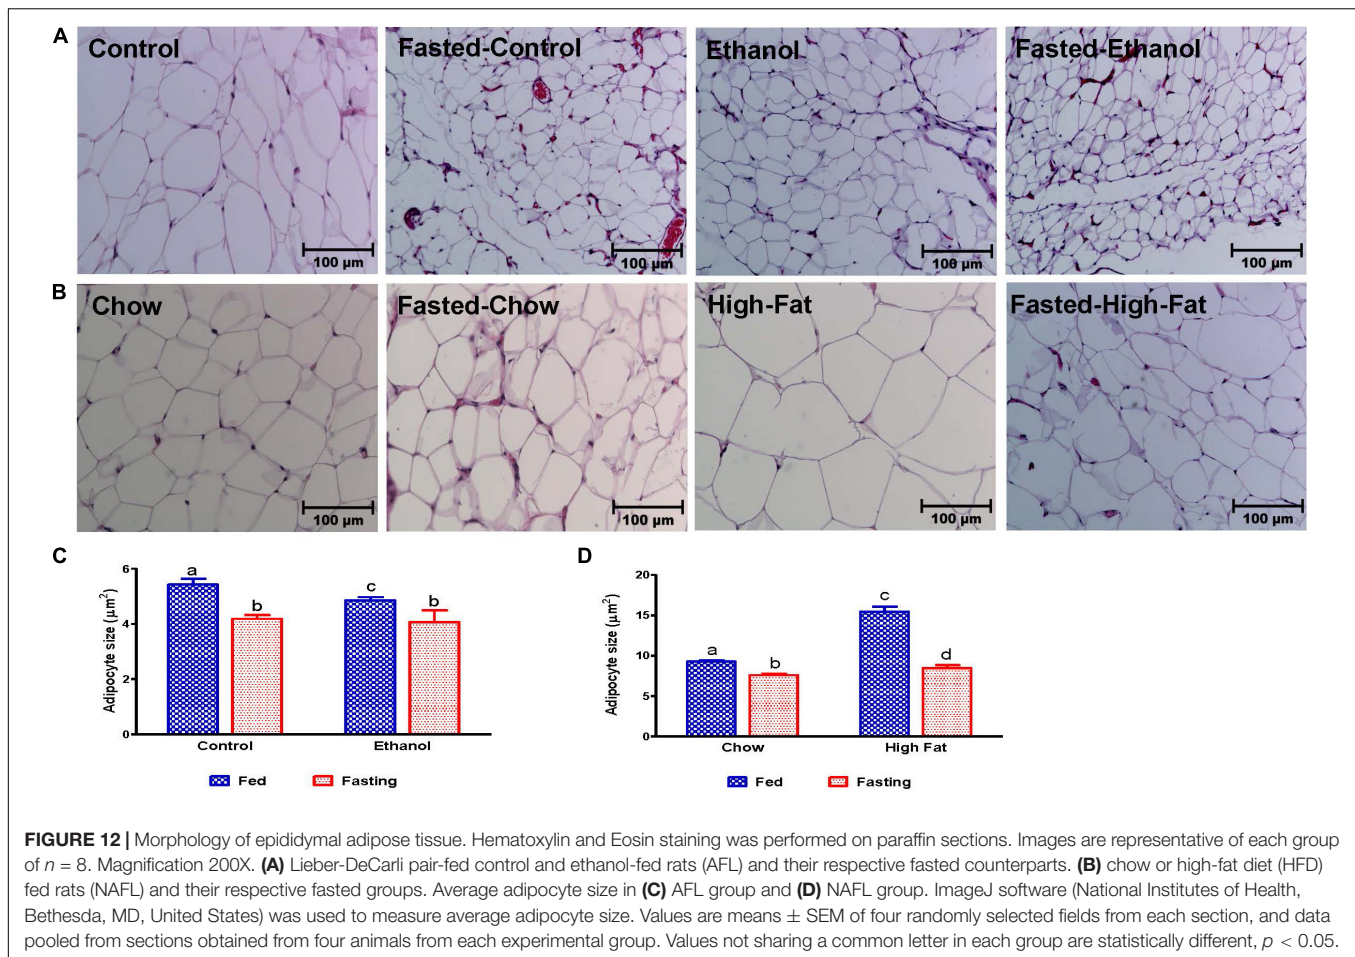 A
Control
Fasted-Control
Ethanol
Fasted-Ethanol
100 µm
100 µm
100 µm
100 µm
B
Chow
Fasted-Chow
High-Fat
Fasted-High-Fat
100 µm
100 µm
100 µm
100 µm
C
Adipocyte size (µm²)
6
4
2
0
a
b
c
b
Control
Ethanol
Fed
Fasting
D
Adipocyte size (µm²)
20
15
10
5
0
a
b
c
d
Chow
High Fat
Fed
Fasting
FIGURE 12 | Morphology of epididymal adipose tissue. Hematoxylin and Eosin staining was performed on paraffin sections. Images are representative of each group
of n = 8. Magnification 200X. (A) Lieber-DeCarli pair-fed control and ethanol-fed rats (AFL) and their respective fasted counterparts. (B) chow or high-fat diet (HFD)
fed rats (NAFL) and their respective fasted groups. Average adipocyte size in (C) AFL group and (D) NAFL group. ImageJ software (National Institutes of Health,
Bethesda, MD, United States) was used to measure average adipocyte size. Values are means ± SEM of four randomly selected fields from each section, and data
pooled from sections obtained from four animals from each experimental group. Values not sharing a common letter in each group are statistically different, p < 0.05.